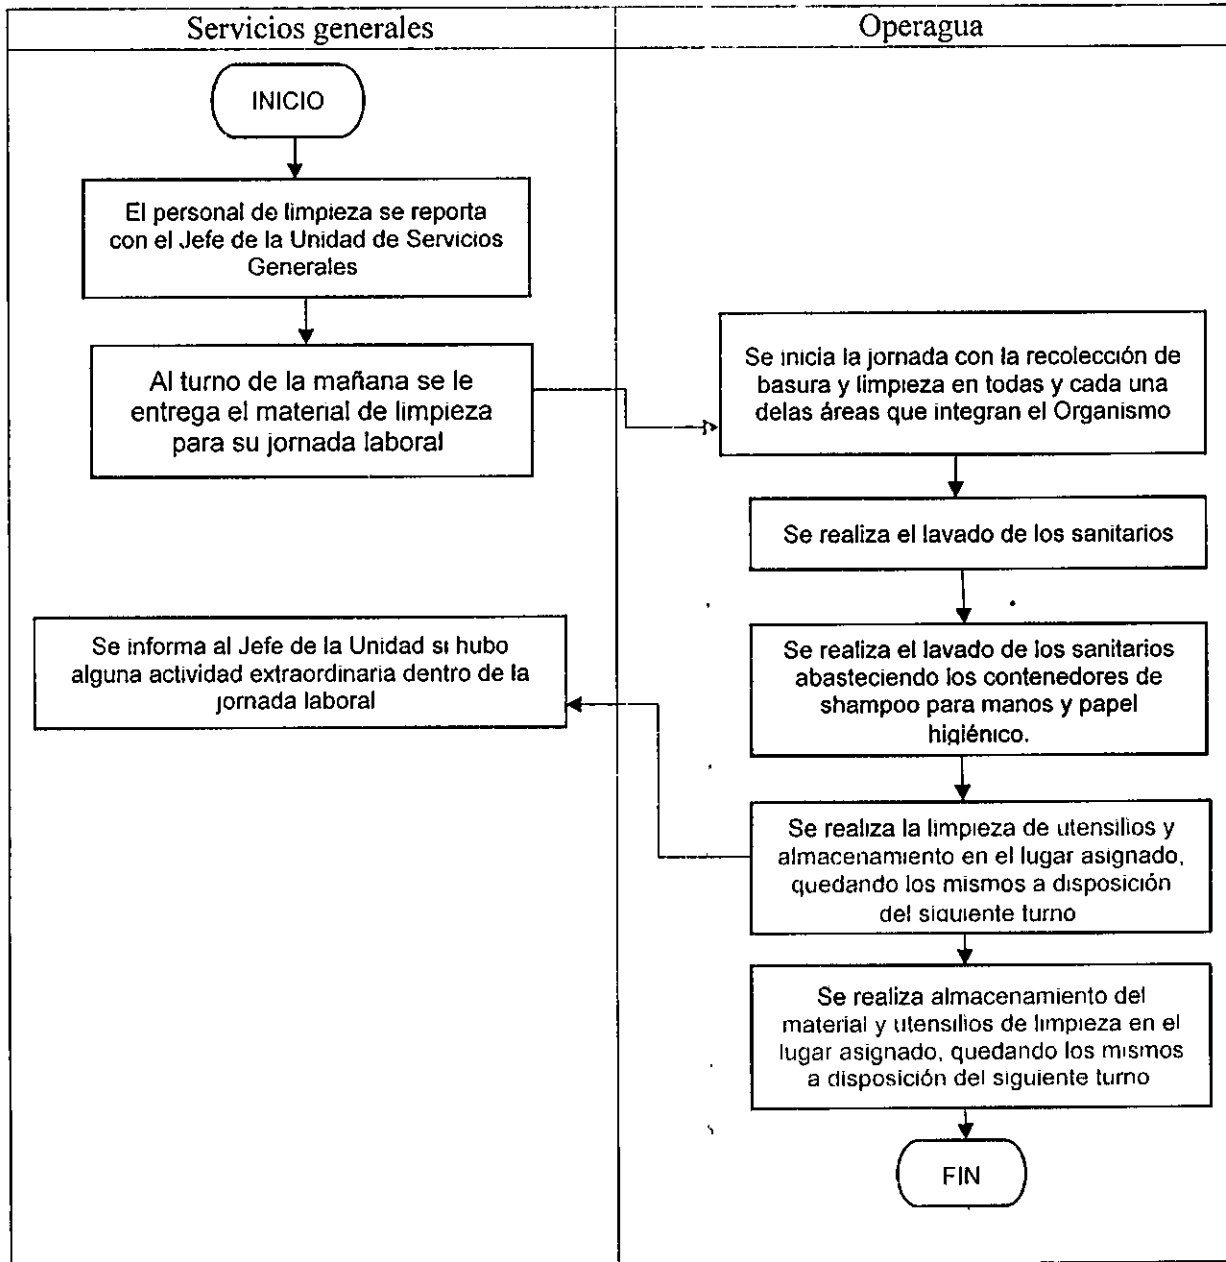 Servicios generales
Operagua
INICIO
El personal de limpieza se reporta
con el Jefe de la Unidad de Servicios
Generales
Al turno de la mañana se le
entrega el material de limpieza
para su jornada laboral
Se inicia la jornada con la recolección de
basura y limpieza en todas y cada una
delas áreas que integran el Organismo
Se realiza el lavado de los sanitarios
Se realiza el lavado de los sanitarios
abasteciendo los contenedores de
shampoo para manos y papel
higiénico.
Se informa al Jefe de la Unidad si hubo
alguna actividad extraordinaria dentro de la
jornada laboral
Se realiza la limpieza de utensilios y
almacenamiento en el lugar asignado,
quedando los mismos a disposición
del siguiente turno
Se realiza almacenamiento del
material y utensilios de limpieza en el
lugar asignado, quedando los mismos
a disposición del siguiente turno
FIN